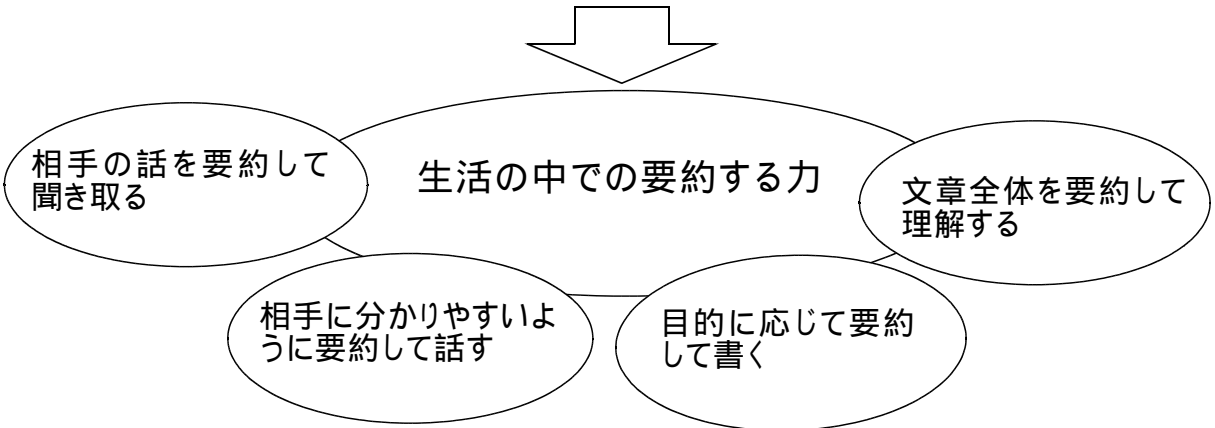 生活の中での要約する力
相手の話を要約して
聞き取る
文章全体を要約して
理解する
相手に分かりやすいよ
うに要約して話す
目的に応じて要約
して書く